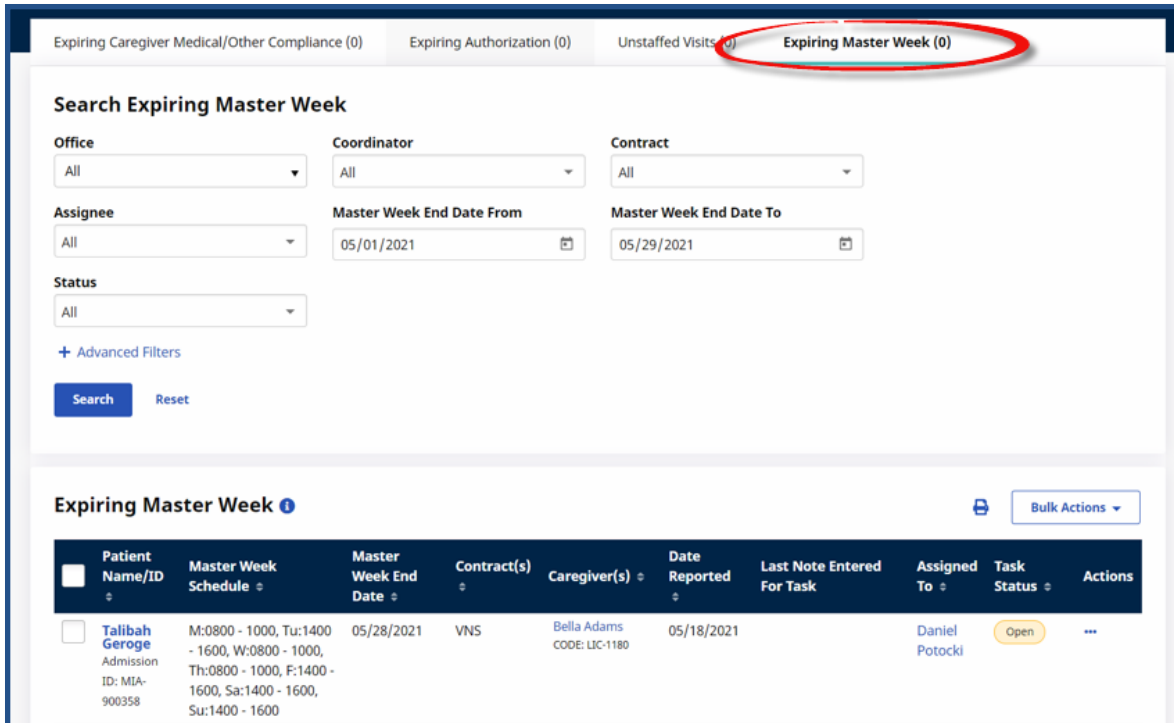 Expiring Caregiver Medical/Other Compliance (0) Expiring Authorization (0) Unstaffed Visits (0) Expiring Master Week (0)
Search Expiring Master Week
Office Coordinator Contract
All All All
Assignee Master Week End Date From Master Week End Date To
All 05/01/2021 05/29/2021
Status
All
+ Advanced Filters
Search Reset
Expiring Master Week
Bulk Actions
Patient Name/ID Master Week Schedule Master Week End Date Contract(s) Caregiver(s) Date Reported Last Note Entered For Task Assigned To Task Status Actions
Talibah Geroge
Admission ID: MIA-900358
M:0800 - 1000, Tu:1400
- 1600, W:0800 - 1000,
Th:0800 - 1000, F:1400 -
1600, Sa:1400 - 1600,
Su:1400 - 1600
05/28/2021
VNS
Bella Adams
CODE: LIC-1180
05/18/2021
Daniel
Potocki
Open